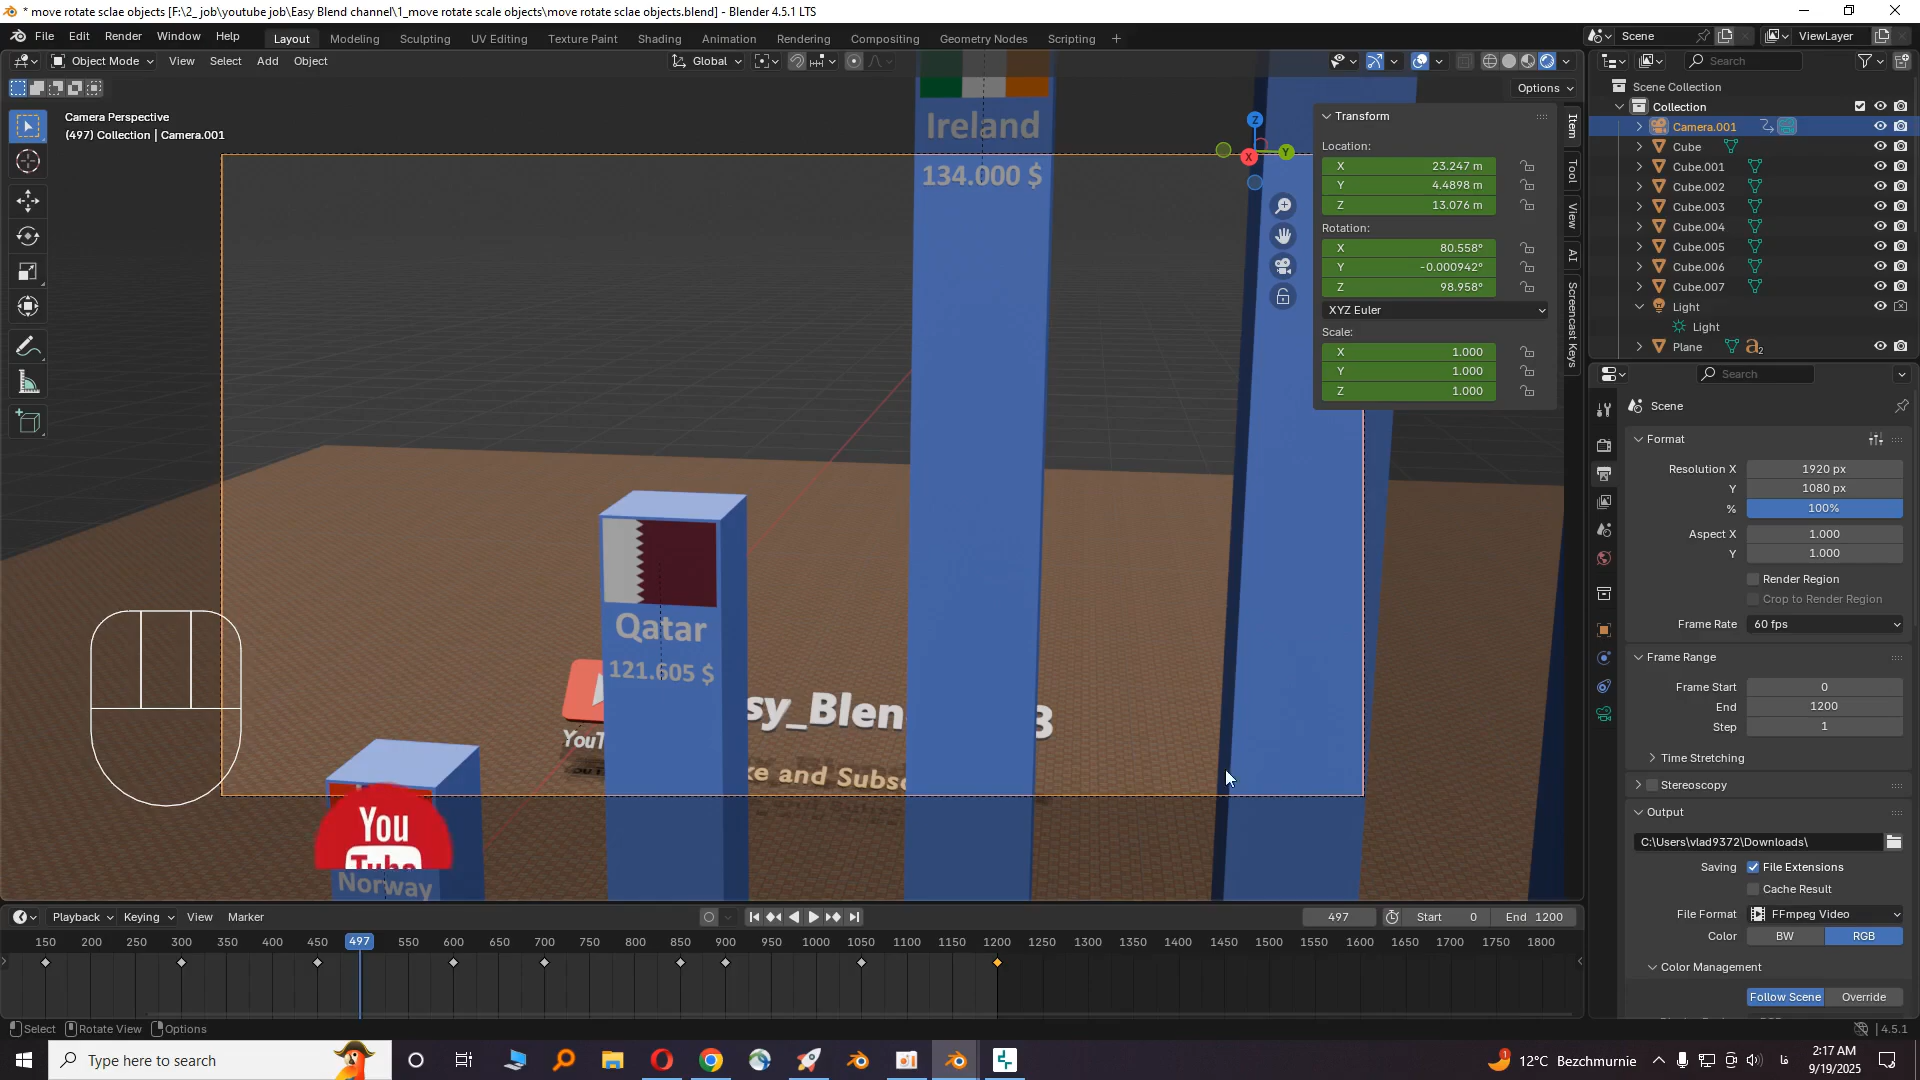 * move rotate sclae objects [F:\2_ job\youtube job\Easy Blend channel\1_move rotate scale objects\move rotate sclae objects.blend] - Blender 4.5.1 LTS
File Edit Render Window Help Layout Modeling Sculpting UV Editing Texture Paint Shading Animation Rendering Compositing Geometry Nodes Scripting + Scene ViewLayer
Object Mode View Select Add Object Global Search
Options
Camera Perspective
(497) Collection | Camera.001
Ireland
134.000 $
Qatar
121.605 $
YouT
sy_Blen
3
ke and Subsc
You
Tube
Norway
Z
Y
X
Transform
Location:
X 23.247 m
Y 4.4898 m
Z 13.076 m
Rotation:
X 80.558°
Y -0.000942°
Z 98.958°
XYZ Euler
Scale:
X 1.000
Y 1.000
Z 1.000
Item
Tool
View
AI
Screencast Keys
Scene Collection
Collection
Camera.001
Cube
Cube.001
Cube.002
Cube.003
Cube.004
Cube.005
Cube.006
Cube.007
Light
Light
Plane a2
Search
Scene
Format
Resolution X 1920 px
Y 1080 px
% 100%
Aspect X 1.000
Y 1.000
Render Region
Crop to Render Region
Frame Rate 60 fps
Frame Range
Frame Start 0
End 1200
Step 1
Time Stretching
Stereoscopy
Output
C:\Users\vlad9372\Downloads\
Saving File Extensions
Cache Result
File Format FFmpeg Video
Color BW RGB
Color Management
Follow Scene Override
Playback Keying View Marker 497 Start 0 End 1200
150 200 250 300 350 400 450 497 550 600 650 700 750 800 850 900 950 1000 1050 1100 1150 1200 1250 1300 1350 1400 1450 1500 1550 1600 1650 1700 1750 1800
Select Rotate View Options 4.5.1
Type here to search
12°C Bezchmurnie
فا
2:17 AM
9/19/2025